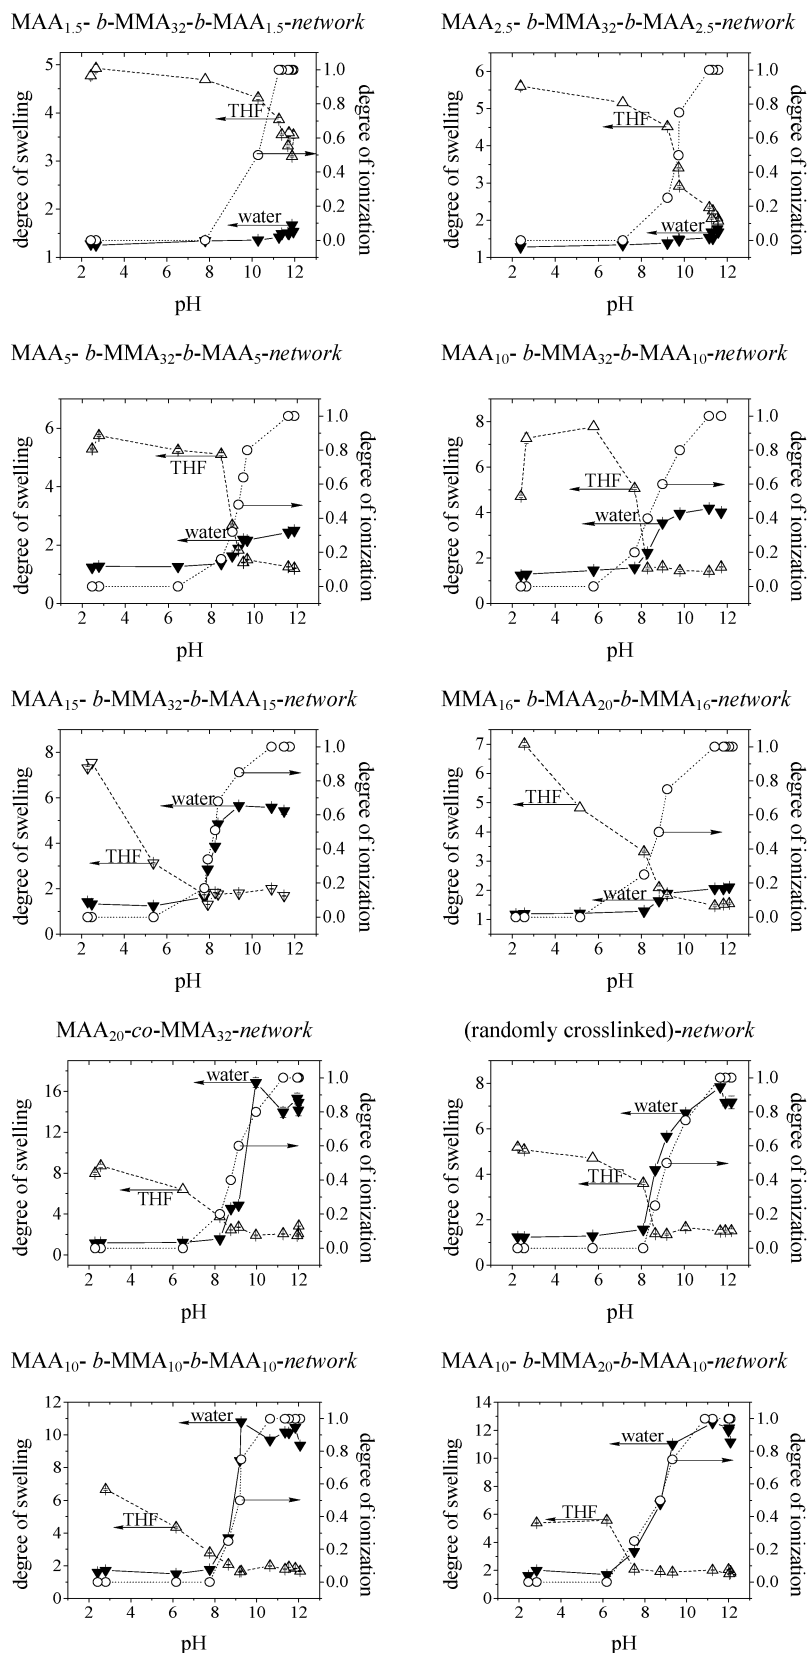 MAA1.5- b-MMA32-b-MAA1.5-network
degree of swelling
5
4
3
2
1
THF
water
1.0
0.8
0.6
0.4
0.2
0.0
degree of ionization
0 2 4 6 8 10 12
pH
MAA2.5- b-MMA32-b-MAA2.5-network
degree of swelling
6
5
4
3
2
1
THF
water
1.0
0.8
0.6
0.4
0.2
0.0
degree of ionization
0 2 4 6 8 10 12
pH
MAA5- b-MMA32-b-MAA5-network
degree of swelling
6
4
2
0
THF
water
1.0
0.8
0.6
0.4
0.2
0.0
degree of ionization
2 4 6 8 10 12
pH
MAA10- b-MMA32-b-MAA10-network
degree of swelling
8
6
4
2
0
THF
water
1.0
0.8
0.6
0.4
0.2
0.0
degree of ionization
2 4 6 8 10 12
pH
MAA15- b-MMA32-b-MAA15-network
degree of swelling
8
6
4
2
0
water
THF
1.0
0.8
0.6
0.4
0.2
0.0
degree of ionization
2 4 6 8 10 12
pH
MMA16- b-MAA20-b-MMA16-network
degree of swelling
7
6
5
4
3
2
1
THF
water
1.0
0.8
0.6
0.4
0.2
0.0
degree of ionization
2 4 6 8 10 12
pH
MAA20-co-MMA32-network
degree of swelling
16
12
8
4
0
water
THF
1.0
0.8
0.6
0.4
0.2
0.0
degree of ionization
2 4 6 8 10 12
pH
(randomly crosslinked)-network
degree of swelling
8
6
4
2
0
water
THF
1.0
0.8
0.6
0.4
0.2
0.0
degree of ionization
2 4 6 8 10 12
pH
MAA10- b-MMA10-b-MAA10-network
degree of swelling
12
10
8
6
4
2
0
water
THF
1.0
0.8
0.6
0.4
0.2
0.0
degree of ionization
2 4 6 8 10 12
pH
MAA10- b-MMA20-b-MAA10-network
degree of swelling
14
12
10
8
6
4
2
0
water
THF
1.0
0.8
0.6
0.4
0.2
0.0
degree of ionization
2 4 6 8 10 12
pH